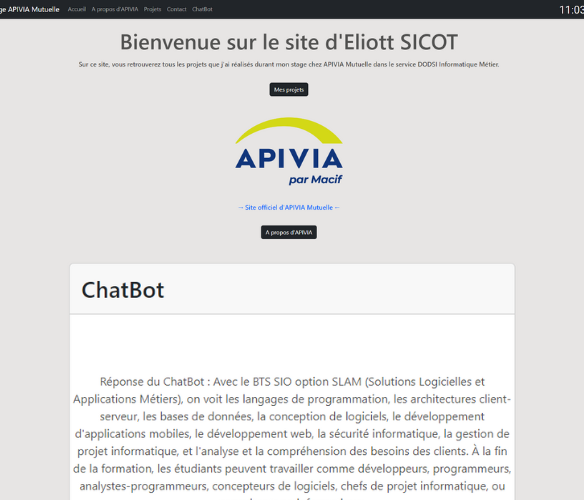 ge APIVIA Mutuelle Accueil A propos d'APIVIA Projets Contact ChatBot 11:03
Bienvenue sur le site d'Eliott SICOT
Sur ce site, vous retrouverez tous les projets que j'ai réalisés durant mon stage chez APIVIA Mutuelle dans le service DODSI Informatique Métier.
Mes projets
APIVIA
par Macif
-- Site officiel d'APIVIA Mutuelle --
A propos d'APIVIA
ChatBot
Réponse du ChatBot : Avec le BTS SIO option SLAM (Solutions Logicielles et
Applications Métiers), on voit les langages de programmation, les architectures client-
serveur, les bases de données, la conception de logiciels, le développement
d'applications mobiles, le développement web, la sécurité informatique, la gestion de
projet informatique, et l'analyse et la compréhension des besoins des clients. À la fin
de la formation, les étudiants peuvent travailler comme développeurs, programmeurs,
analystes-programmeurs, concepteurs de logiciels, chefs de projet informatique, ou